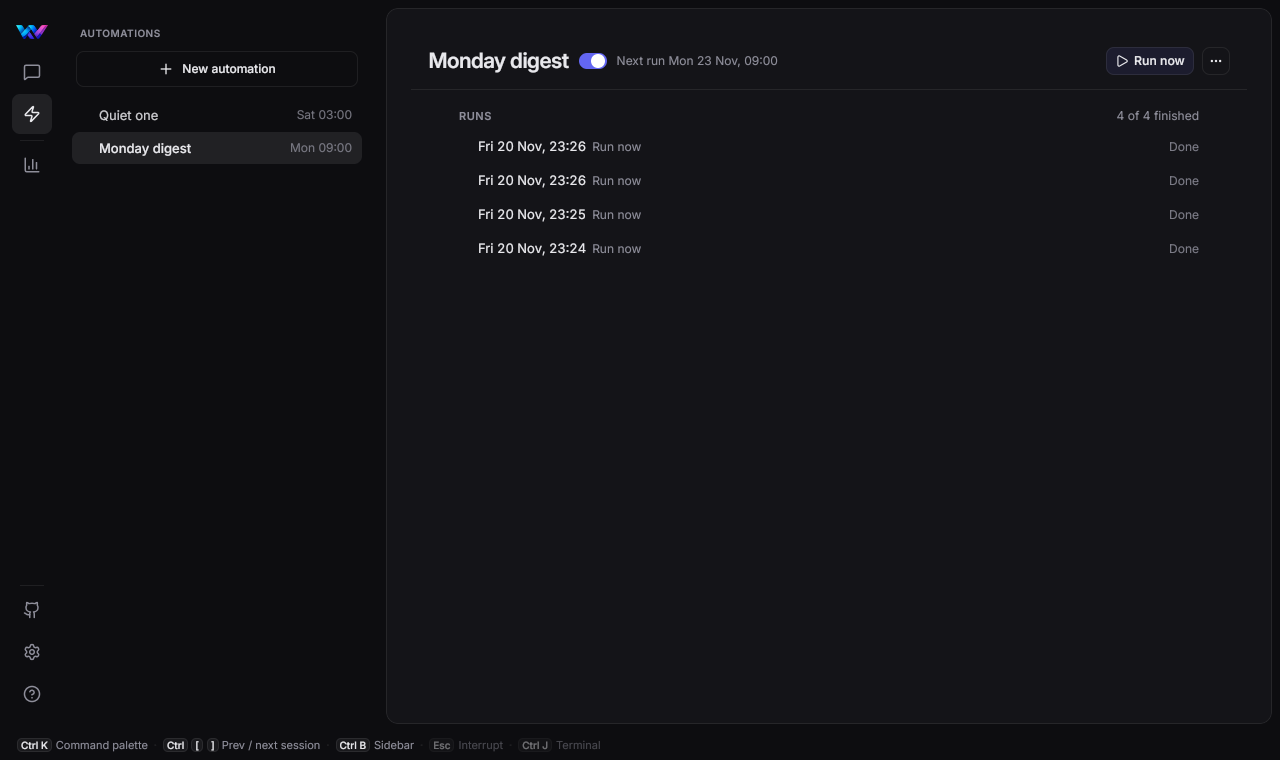 AUTOMATIONS
New automation
Quiet one Sat 03:00
Monday digest Mon 09:00
Monday digest Next run Mon 23 Nov, 09:00 Run now
RUNS 4 of 4 finished
Fri 20 Nov, 23:26 Run now Done
Fri 20 Nov, 23:26 Run now Done
Fri 20 Nov, 23:25 Run now Done
Fri 20 Nov, 23:24 Run now Done
Ctrl K Command palette · Ctrl [ ] Prev / next session · Ctrl B Sidebar · Esc Interrupt · Ctrl J Terminal